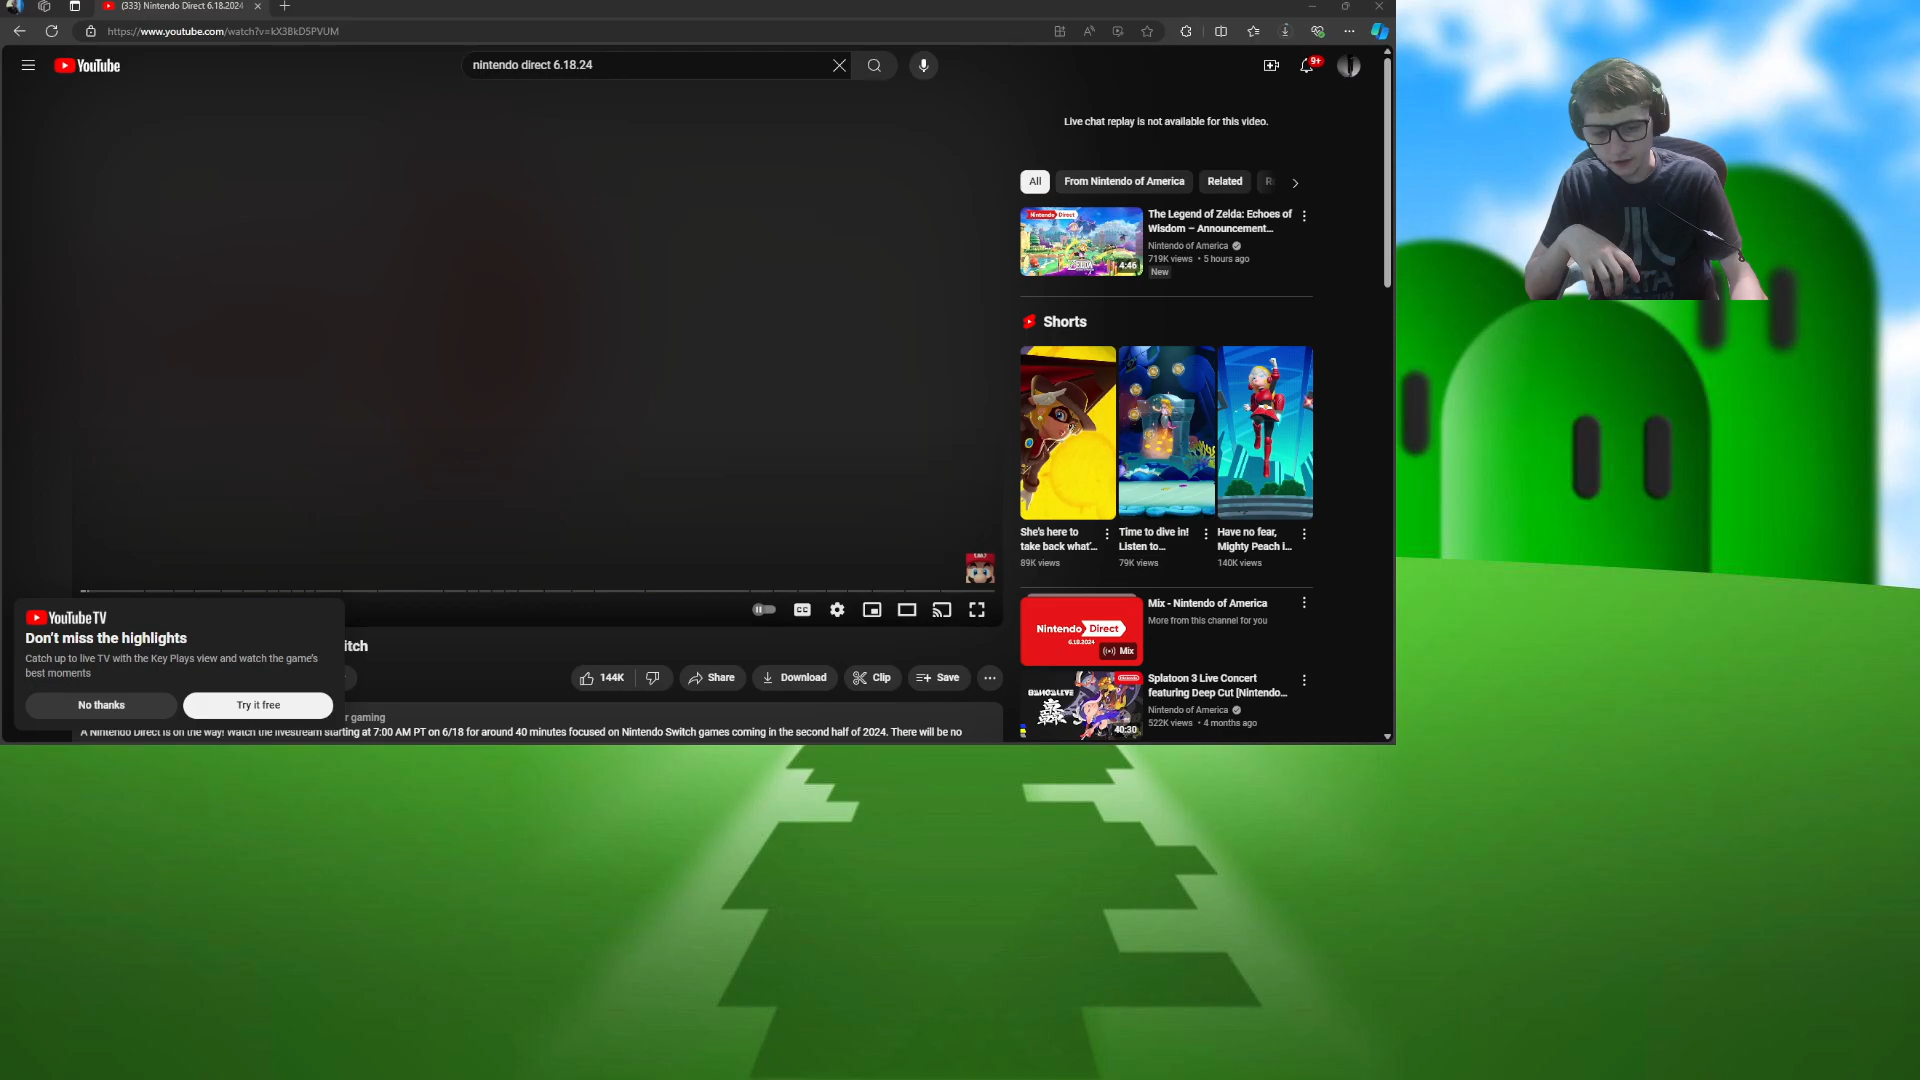 (333) Nintendo Direct 6.18.2024
https://www.youtube.com/watch?v=kX3BkD5PVUM
YouTube
nintendo direct 6.18.24
9+
Live chat replay is not available for this video.
All
From Nintendo of America
Related
Nintendo Direct
ZELDA
4:46
The Legend of Zelda: Echoes of
Wisdom – Announcement...
Nintendo of America
719K views • 5 hours ago
New
Shorts
She's here to
take back what'...
89K views
Time to dive in!
Listen to...
79K views
Have no fear,
Mighty Peach i...
140K views
CC
YouTube TV
Don't miss the highlights
Catch up to live TV with the Key Plays view and watch the game's
best moments
No thanks
Try it free
itch
144K
Share
Download
Clip
Save
r gaming
A Nintendo Direct is on the way! Watch the livestream starting at 7:00 AM PT on 6/18 for around 40 minutes focused on Nintendo Switch games coming in the second half of 2024. There will be no
Nintendo Direct
6.18.2024
Mix
Mix - Nintendo of America
More from this channel for you
40:30
Splatoon 3 Live Concert
featuring Deep Cut [Nintendo...
Nintendo of America
522K views • 4 months ago